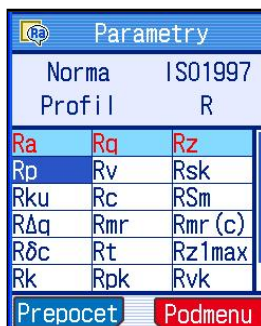 Ra Parametry
Norma ISO1997
Profil R
Ra Rq Rz
Rp Rv Rsk
Rku Rc RSm
RΔq Rmr Rmr(c)
Rδc Rt Rz1max
Rk Rpk Rvk
Prepocet Podmenu